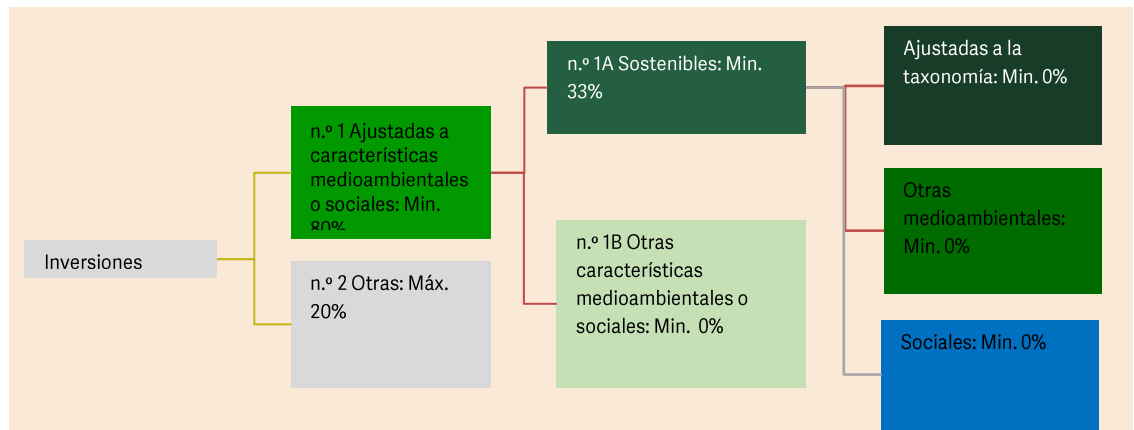 Inversiones
n.º 1 Ajustadas a
características
medioambientales
o sociales: Min.
80%
n.º 2 Otras: Máx.
20%
n.º 1A Sostenibles: Min.
33%
n.º 1B Otras
características
medioambientales o
sociales: Min. 0%
Ajustadas a la
taxonomía: Min. 0%
Otras
medioambientales:
Min. 0%
Sociales: Min. 0%